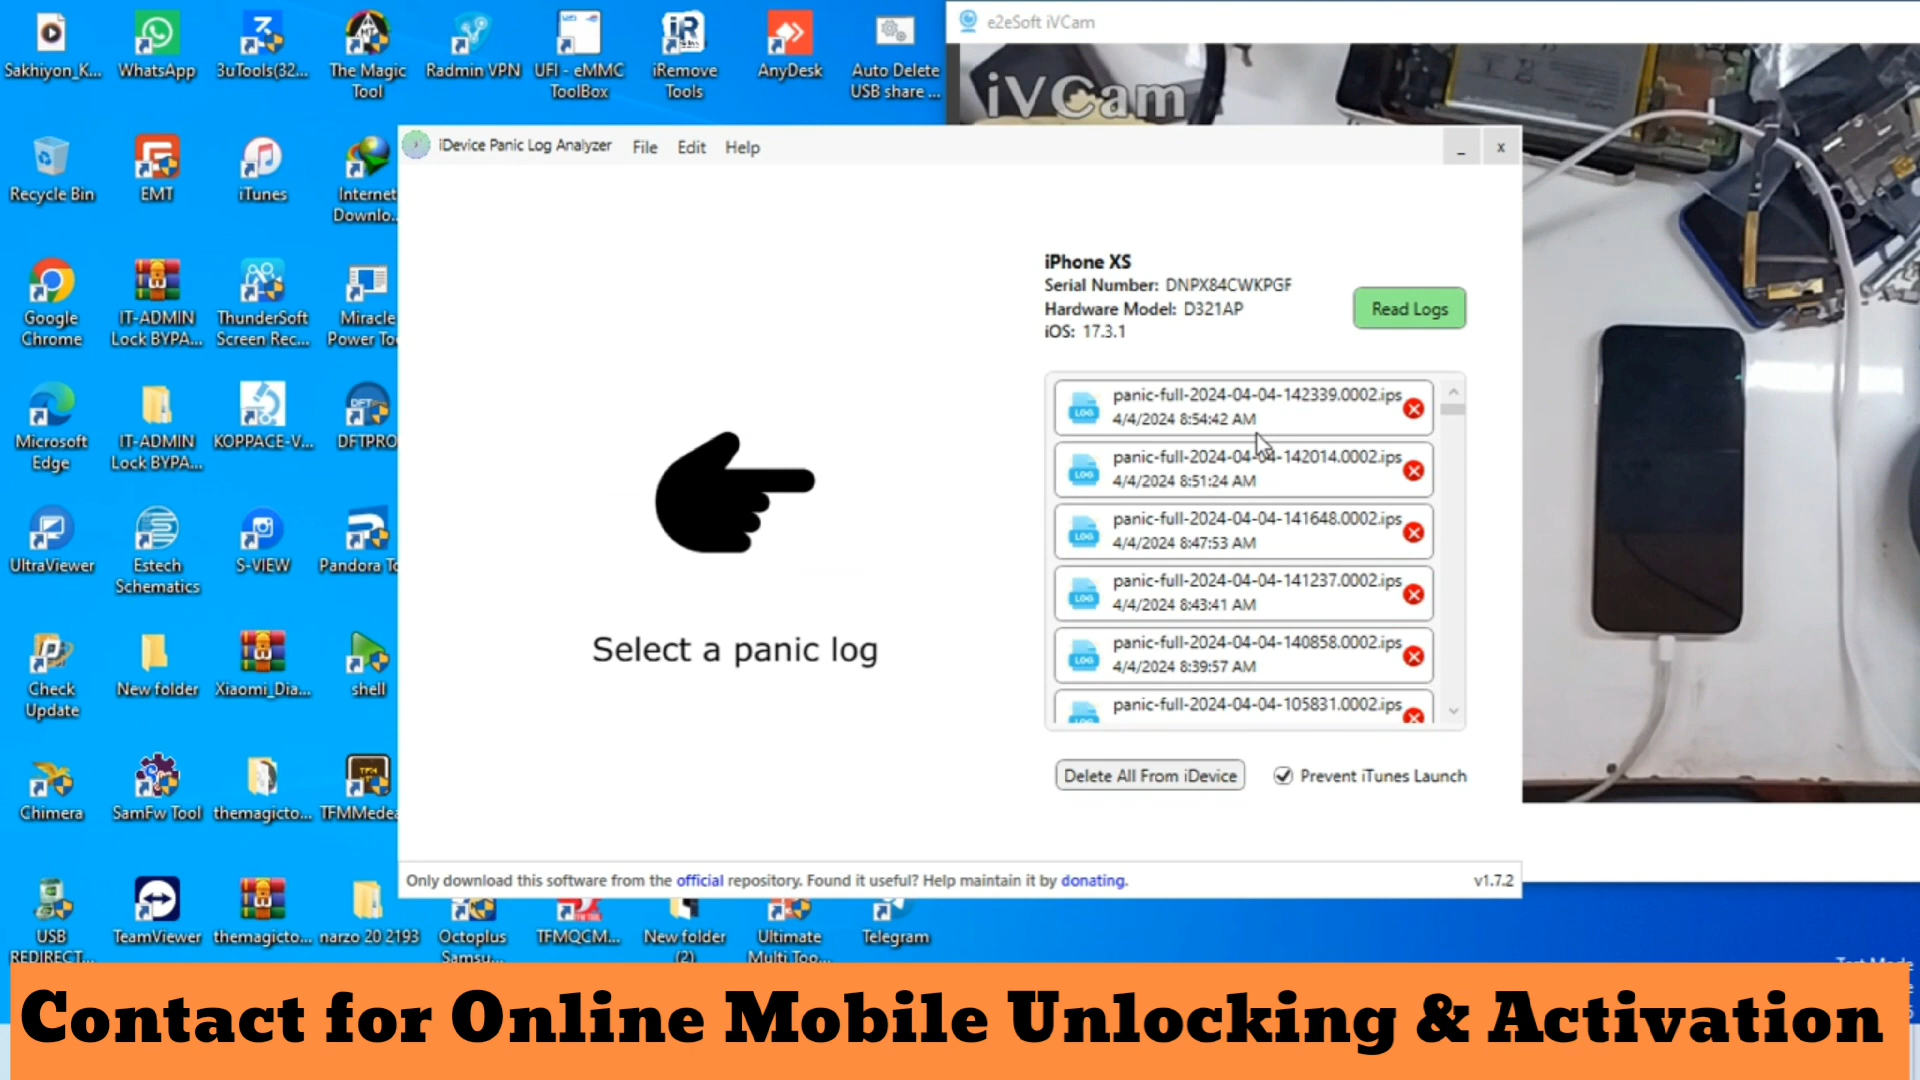 Sakhiyon_K...
WhatsApp
3uTools(32...
The Magic
Tool
Radmin VPN
UFI - eMMC
ToolBox
iRemove
Tools
AnyDesk
Auto Delete
USB share ...
e2eSoft iVCam
iVCam
iDevice Panic Log Analyzer
File
Edit
Help
Recycle Bin
EMT
iTunes
Internet
Downlo...
iPhone XS
Serial Number: DNPX84CWKPGF
Hardware Model: D321AP
iOS: 17.3.1
Read Logs
Google
Chrome
IT-ADMIN
Lock BYPA...
ThunderSoft
Screen Rec...
Miracle
Power To
panic-full-2024-04-04-142339.0002.ips
4/4/2024 8:54:42 AM
panic-full-2024-04-04-142014.0002.ips
4/4/2024 8:51:24 AM
panic-full-2024-04-04-141648.0002.ips
4/4/2024 8:47:53 AM
panic-full-2024-04-04-141237.0002.ips
4/4/2024 8:43:41 AM
panic-full-2024-04-04-140858.0002.ips
4/4/2024 8:39:57 AM
panic-full-2024-04-04-105831.0002.ips
Microsoft
Edge
IT-ADMIN
Lock BYPA...
KOPPACE-V...
DFTPRO
UltraViewer
Estech
Schematics
S-VIEW
Pandora To
Select a panic log
Check
Update
New folder
Xiaomi_Dia...
shell
Delete All From iDevice
Prevent iTunes Launch
Chimera
SamFw Tool
themagicto...
TFMMedea
Only download this software from the official repository. Found it useful? Help maintain it by donating.
v1.7.2
USB
REDIRECT...
TeamViewer
themagicto...
narzo 20 2193
Octoplus
Samsu...
TFMQCM...
New folder
(2)
Ultimate
Multi Too...
Telegram
Test Mode
Contact for Online Mobile Unlocking & Activation